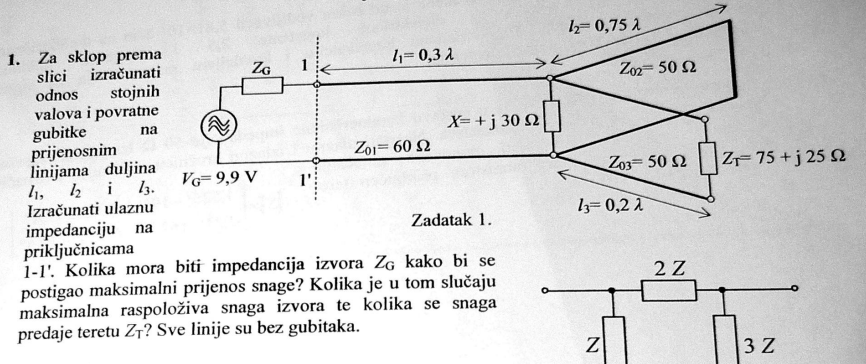 1. Za sklop prema
slici izračunati
odnos stojnih
valova i povratne
gubitke na
prijenosnim
linijama duljina
l1, l2 i l3.
Izračunati ulaznu
impedanciju na
priključnicama
1-1'. Kolika mora biti impedancija izvora ZG kako bi se
postigao maksimalni prijenos snage? Kolika je u tom slučaju
maksimalna raspoloživa snaga izvora te kolika se snaga
predaje teretu ZT? Sve linije su bez gubitaka.
l2= 0,75 λ
ZG
1
l1= 0,3 λ
Z02= 50 Ω
X= + j 30 Ω
Z01= 60 Ω
VG= 9,9 V
1'
Z03= 50 Ω
ZT= 75 + j 25 Ω
l3= 0,2 λ
Zadatak 1.
2 Z
Z
3 Z